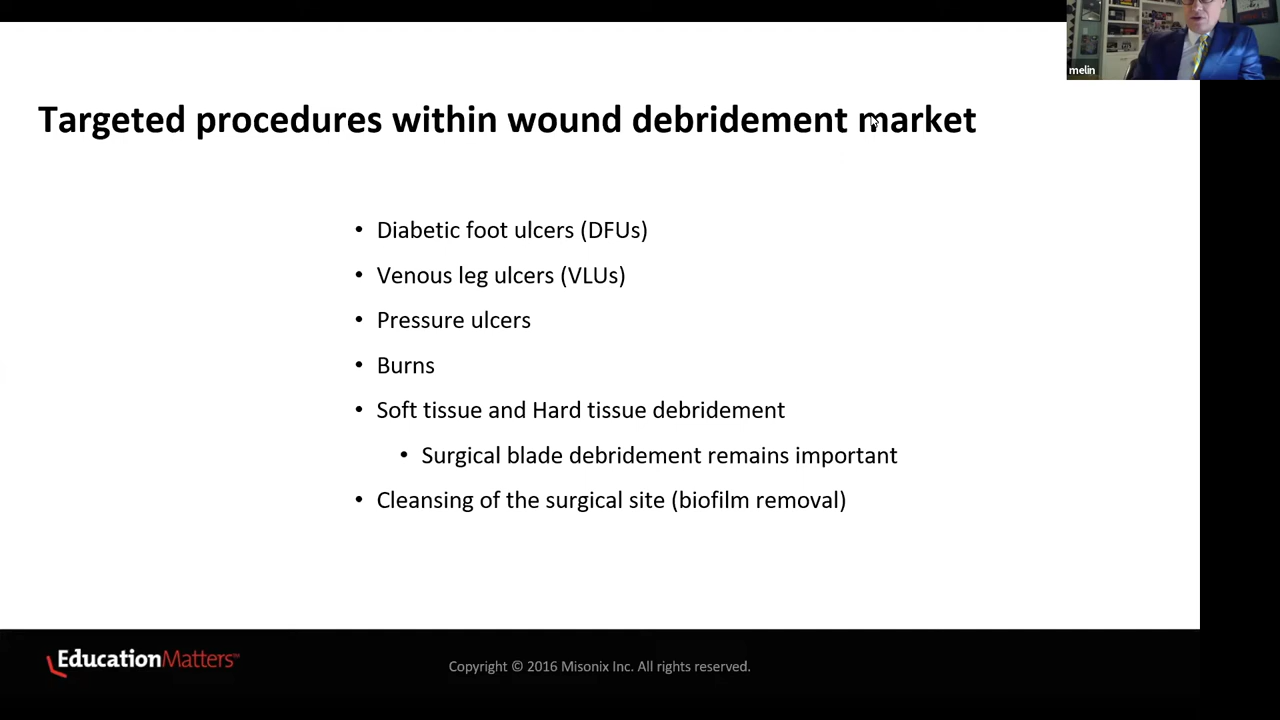 melin
Targeted procedures within wound debridement market
• Diabetic foot ulcers (DFUs)
• Venous leg ulcers (VLUs)
• Pressure ulcers
• Burns
• Soft tissue and Hard tissue debridement
• Surgical blade debridement remains important
• Cleansing of the surgical site (biofilm removal)
EducationMatters™
Copyright © 2016 Misonix Inc. All rights reserved.